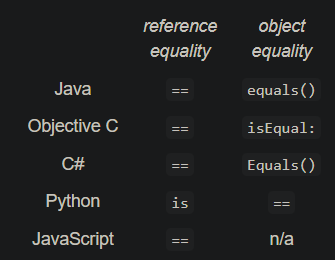 reference object
equality equality
Java == equals()
Objective C == isEqual:
C# == Equals()
Python is ==
JavaScript == n/a